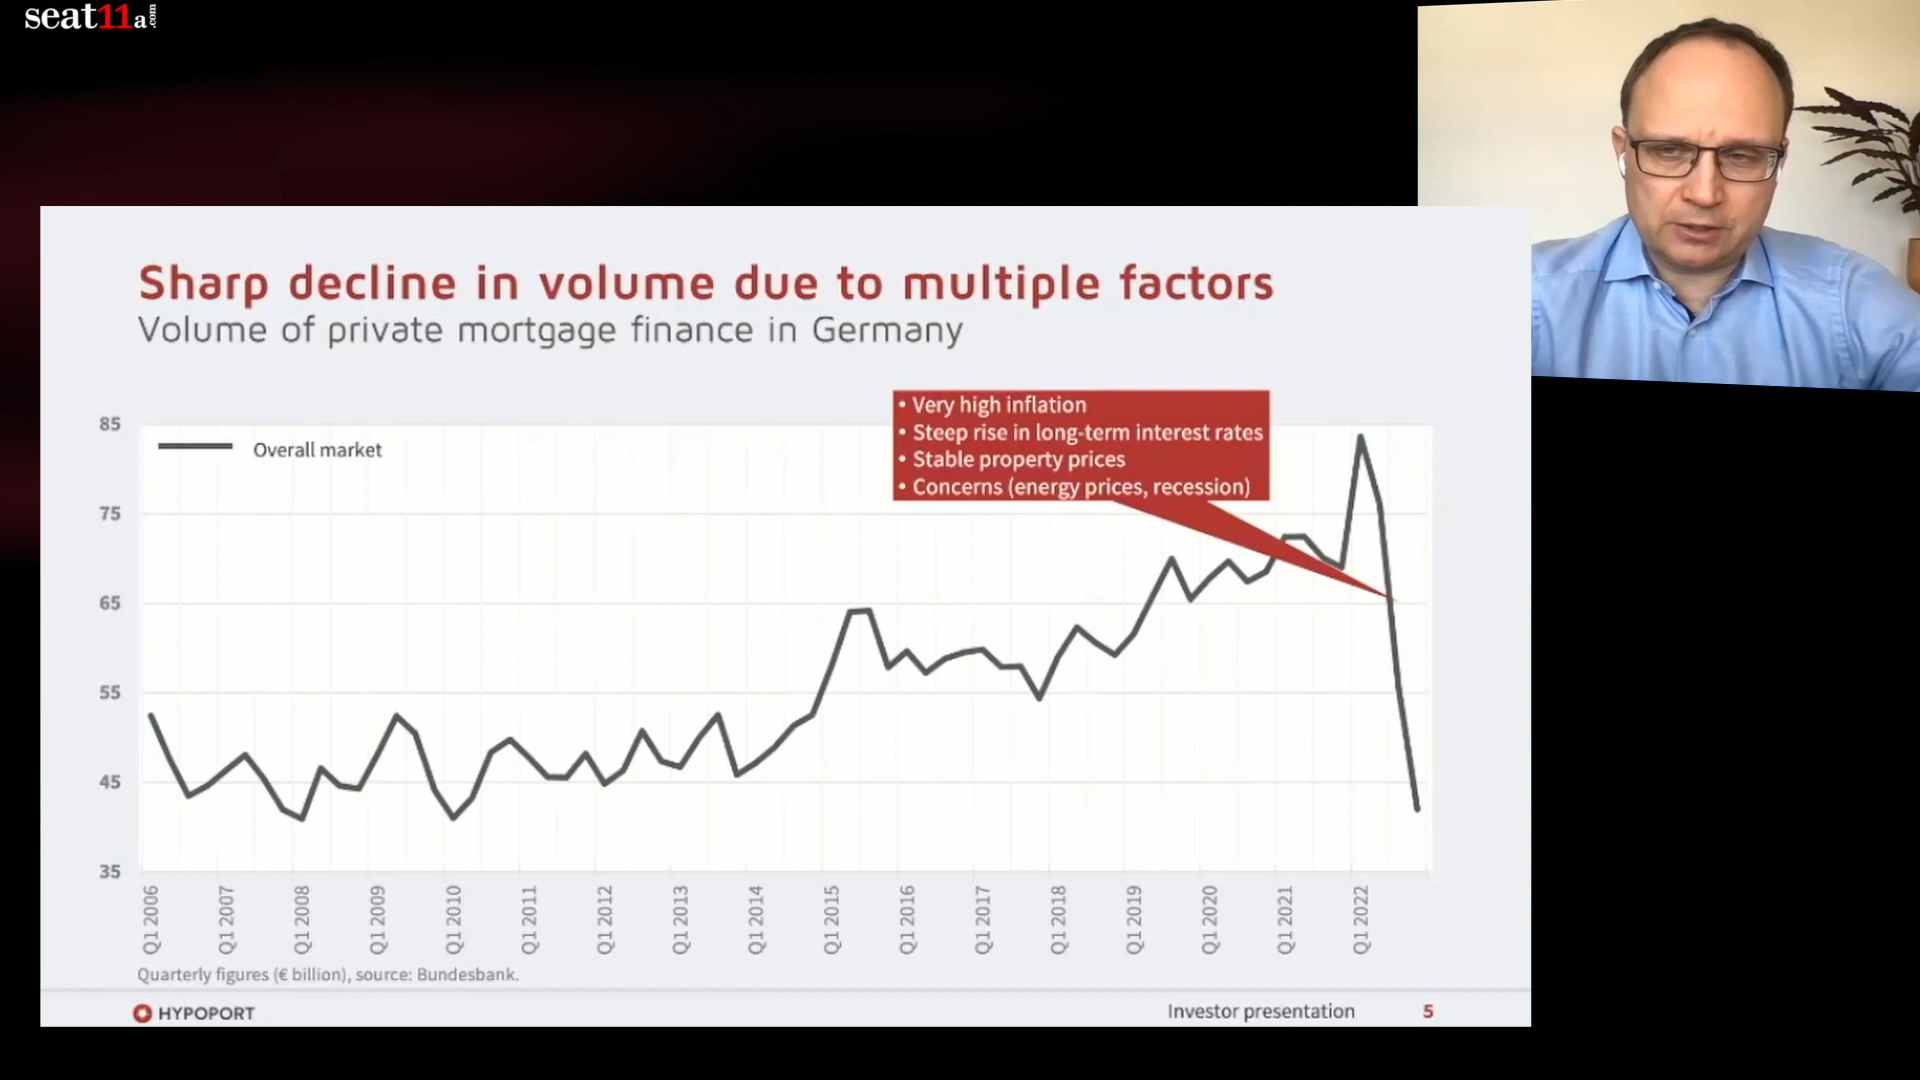 seat11a.com
Sharp decline in volume due to multiple factors
Volume of private mortgage finance in Germany
• Very high inflation
• Steep rise in long-term interest rates
• Stable property prices
• Concerns (energy prices, recession)
Overall market
85
75
65
55
45
35
Q1 2006
Q1 2007
Q1 2008
Q1 2009
Q1 2010
Q1 2011
Q1 2012
Q1 2013
Q1 2014
Q1 2015
Q1 2016
Q1 2017
Q1 2018
Q1 2019
Q1 2020
Q1 2021
Q1 2022
Quarterly figures (€ billion), source: Bundesbank.
HYPOPORT
Investor presentation 5